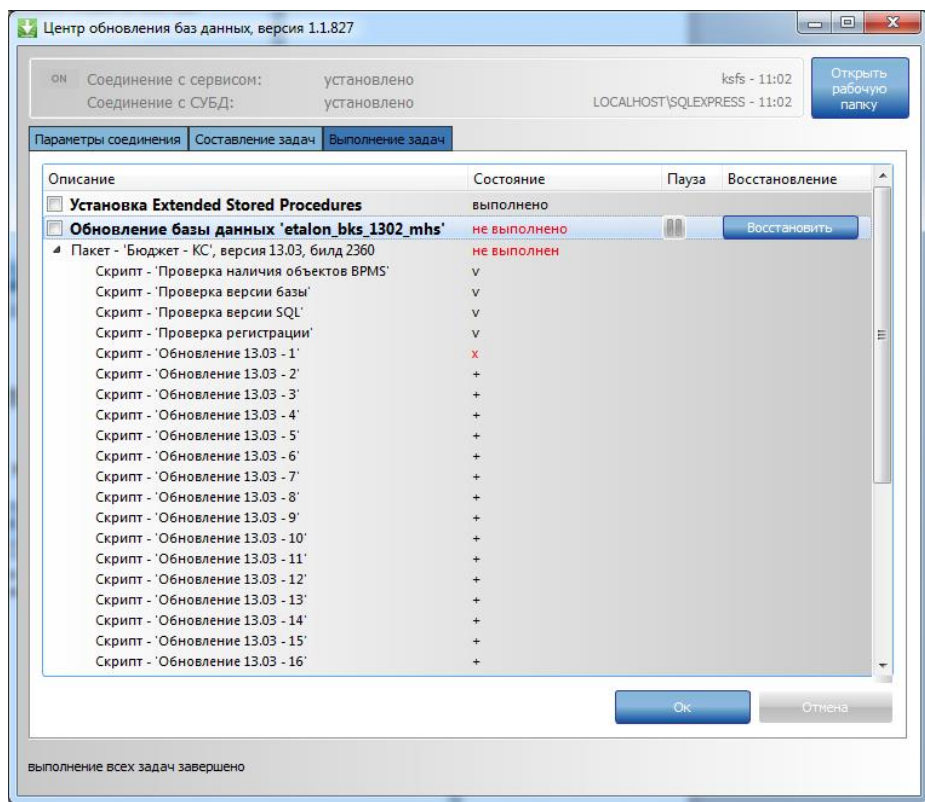 Центр обновления баз данных, версия 1.1.827
ON Соединение с сервисом: установлено ksfs - 11:02
Соединение с СУБД: установлено LOCALHOST\SQLEXPRESS - 11:02
Открыть
рабочую
папку
Параметры соединения Составление задач Выполнение задач
Описание Состояние Пауза Восстановление
Установка Extended Stored Procedures выполнено
Обновление базы данных 'etalon_bks_1302_mhs' не выполнено Восстановить
Пакет - 'Бюджет - КС', версия 13.03, билд 2360 не выполнен
Скрипт - 'Проверка наличия объектов BPMS' v
Скрипт - 'Проверка версии базы' v
Скрипт - 'Проверка версии SQL' v
Скрипт - 'Проверка регистрации' v
Скрипт - 'Обновление 13.03 - 1' x
Скрипт - 'Обновление 13.03 - 2' +
Скрипт - 'Обновление 13.03 - 3' +
Скрипт - 'Обновление 13.03 - 4' +
Скрипт - 'Обновление 13.03 - 5' +
Скрипт - 'Обновление 13.03 - 6' +
Скрипт - 'Обновление 13.03 - 7' +
Скрипт - 'Обновление 13.03 - 8' +
Скрипт - 'Обновление 13.03 - 9' +
Скрипт - 'Обновление 13.03 - 10' +
Скрипт - 'Обновление 13.03 - 11' +
Скрипт - 'Обновление 13.03 - 12' +
Скрипт - 'Обновление 13.03 - 13' +
Скрипт - 'Обновление 13.03 - 14' +
Скрипт - 'Обновление 13.03 - 15' +
Скрипт - 'Обновление 13.03 - 16' +
Ок Отмена
выполнение всех задач завершено